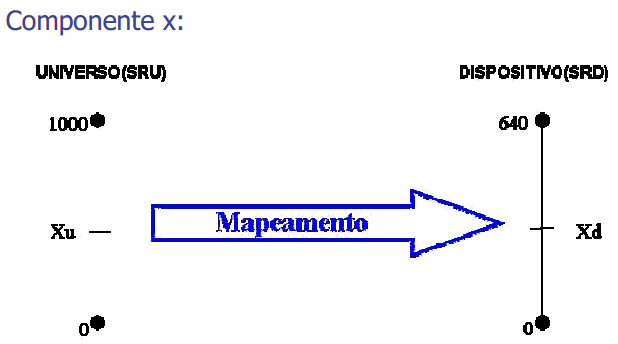 Componente x:
UNIVERSO(SRU)
DISPOSITIVO(SRD)
1000
640
Mapeamento
Xu
Xd
0
0